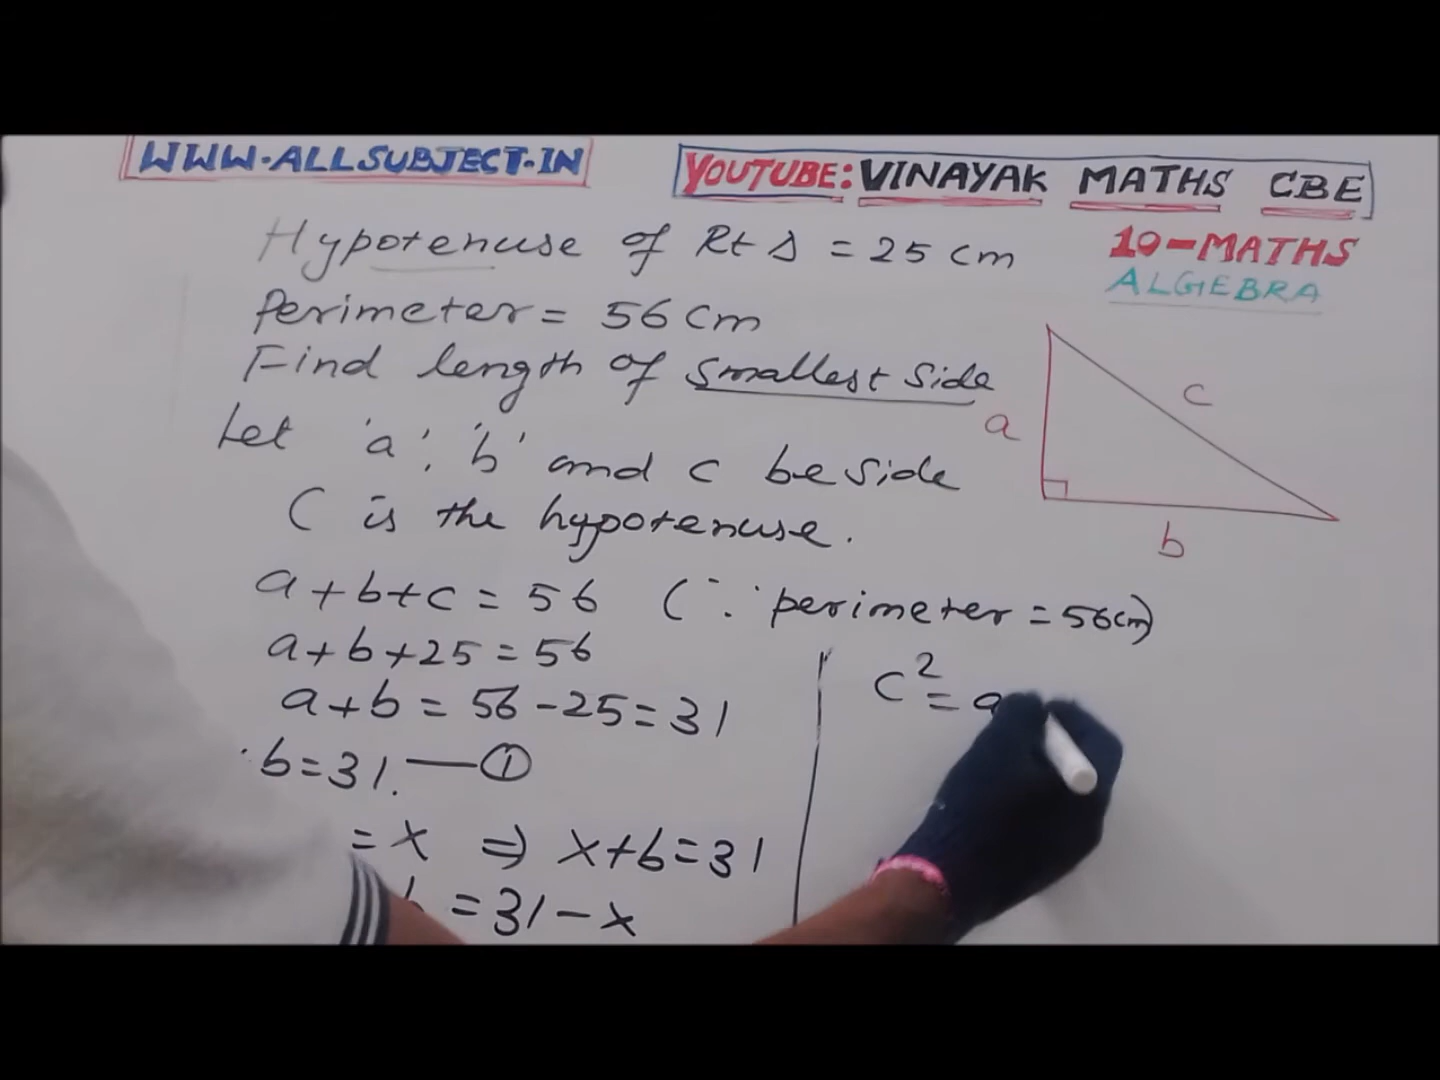 WWW.ALLSUBJECT.IN
YOUTUBE: VINAYAK MATHS CBE
10-MATHS
ALGEBRA
Hypotenuse of Rt Δ = 25 cm
Perimeter = 56 cm
Find length of smallest side
Let 'a', 'b' and c be side
C is the hypotenuse.
a
c
b
a+b+c = 56 (∵ perimeter = 56cm)
a+b+25 = 56
a+b = 56-25 = 31
b=31. — ①
= x ⇒ x+b=31
b = 31-x
c² = a